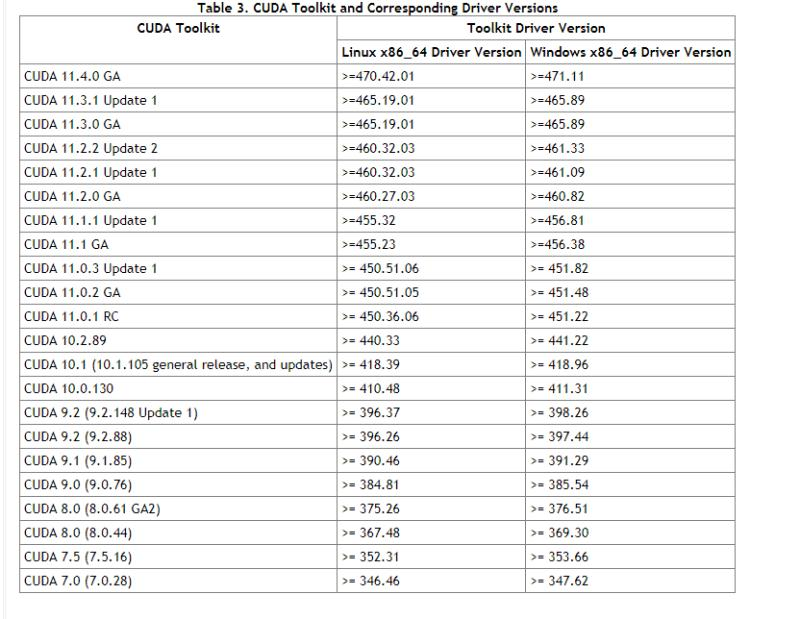 Table 3. CUDA Toolkit and Corresponding Driver Versions
CUDA Toolkit Toolkit Driver Version
Linux x86_64 Driver Version Windows x86_64 Driver Version
CUDA 11.4.0 GA >=470.42.01 >=471.11
CUDA 11.3.1 Update 1 >=465.19.01 >=465.89
CUDA 11.3.0 GA >=465.19.01 >=465.89
CUDA 11.2.2 Update 2 >=460.32.03 >=461.33
CUDA 11.2.1 Update 1 >=460.32.03 >=461.09
CUDA 11.2.0 GA >=460.27.03 >=460.82
CUDA 11.1.1 Update 1 >=455.32 >=456.81
CUDA 11.1 GA >=455.23 >=456.38
CUDA 11.0.3 Update 1 >= 450.51.06 >= 451.82
CUDA 11.0.2 GA >= 450.51.05 >= 451.48
CUDA 11.0.1 RC >= 450.36.06 >= 451.22
CUDA 10.2.89 >= 440.33 >= 441.22
CUDA 10.1 (10.1.105 general release, and updates) >= 418.39 >= 418.96
CUDA 10.0.130 >= 410.48 >= 411.31
CUDA 9.2 (9.2.148 Update 1) >= 396.37 >= 398.26
CUDA 9.2 (9.2.88) >= 396.26 >= 397.44
CUDA 9.1 (9.1.85) >= 390.46 >= 391.29
CUDA 9.0 (9.0.76) >= 384.81 >= 385.54
CUDA 8.0 (8.0.61 GA2) >= 375.26 >= 376.51
CUDA 8.0 (8.0.44) >= 367.48 >= 369.30
CUDA 7.5 (7.5.16) >= 352.31 >= 353.66
CUDA 7.0 (7.0.28) >= 346.46 >= 347.62